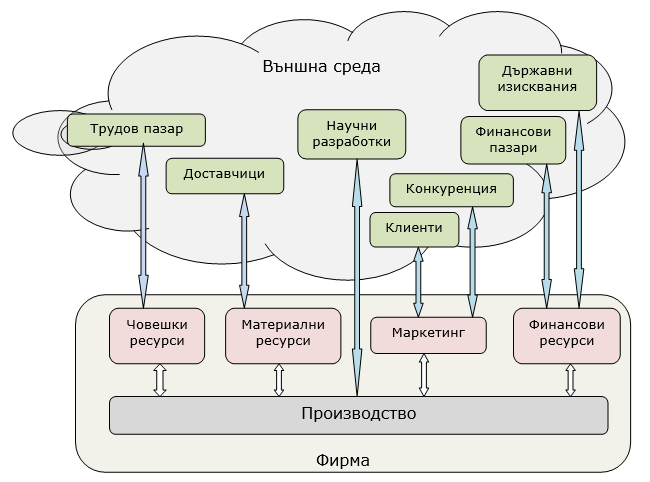 Външна среда
Държавни
изисквания
Трудов пазар
Научни
разработки
Финансови
пазари
Доставчици
Конкуренция
Клиенти
Човешки
ресурси
Материални
ресурси
Маркетинг
Финансови
ресурси
Производство
Фирма